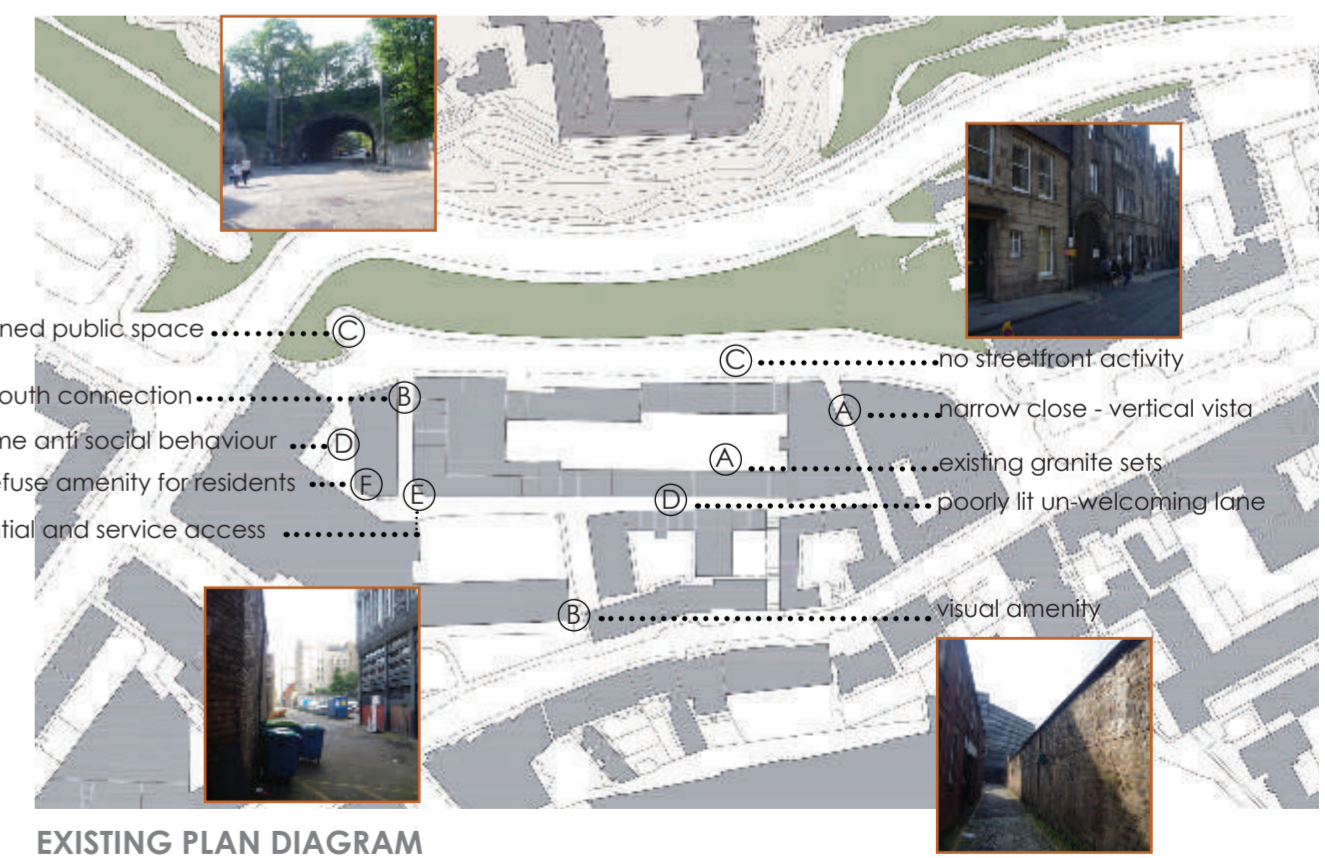 ned public space
C
outh connection
B
me anti social behaviour
D
efuse amenity for residents
F
tial and service access
E
C
no streetfront activity
A
narrow close - vertical vista
A
existing granite sets
D
poorly lit un-welcoming lane
B
visual amenity
EXISTING PLAN DIAGRAM